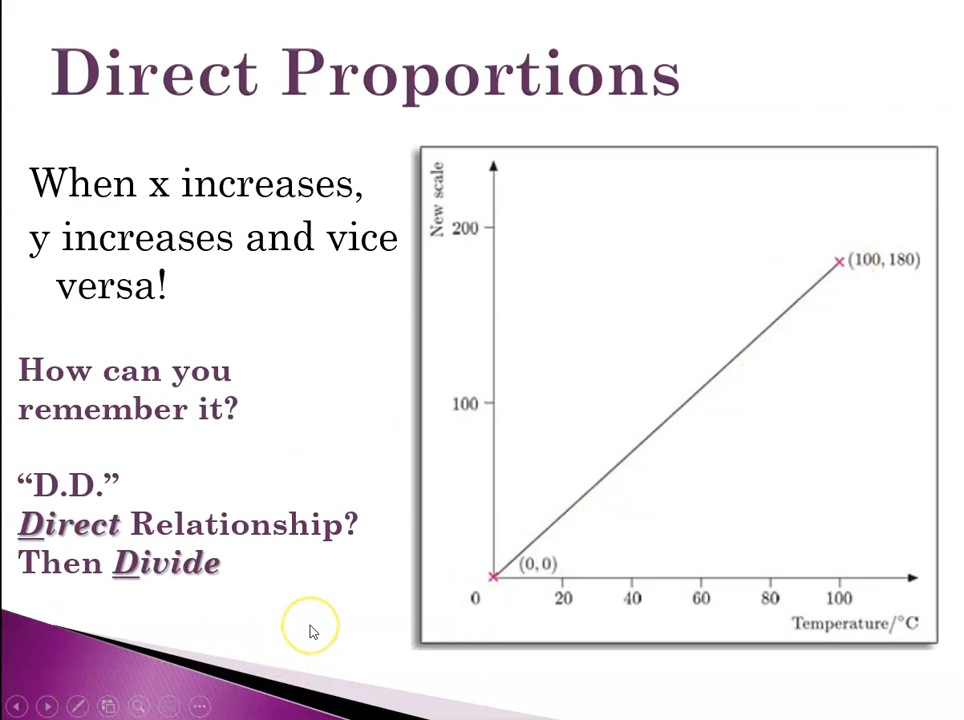 Direct Proportions
When x increases,
y increases and vice
versa!
How can you
remember it?
“D.D.”
Direct Relationship?
Then Divide
New scale
200
100
(100, 180)
(0, 0)
0 20 40 60 80 100
Temperature/°C